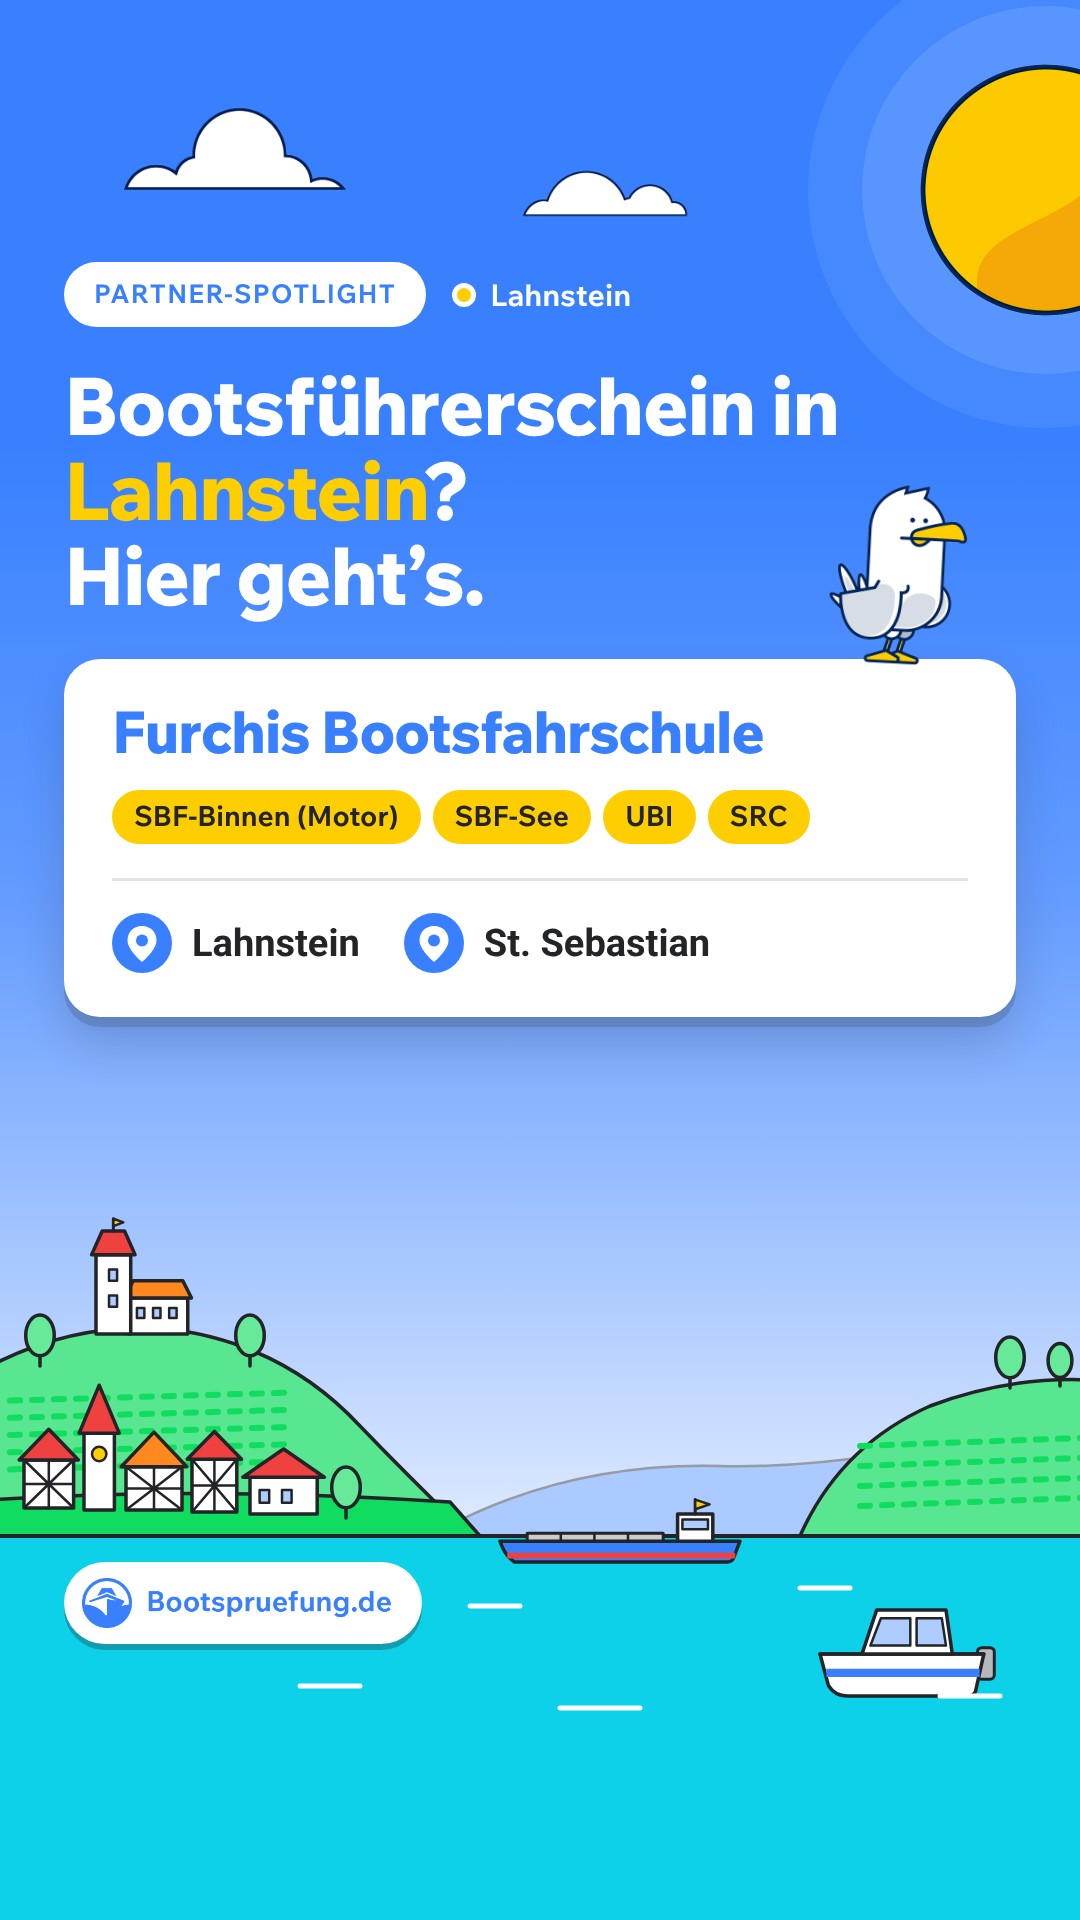 PARTNER-SPOTLIGHT
Lahnstein
Bootsführerschein in
Lahnstein?
Hier geht’s.
Furchis Bootsfahrschule
SBF-Binnen (Motor) SBF-See UBI SRC
Lahnstein St. Sebastian
Bootspruefung.de